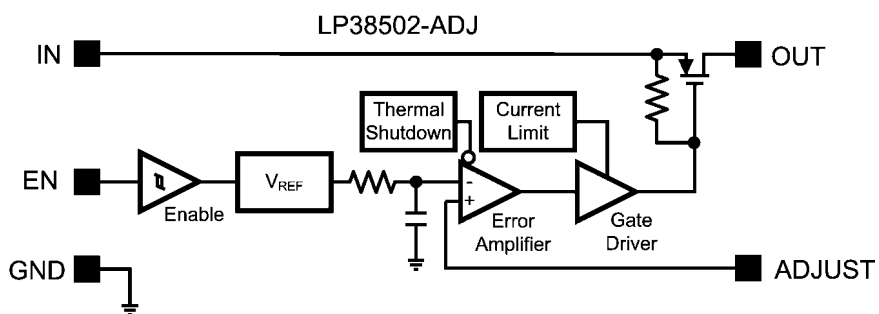 LP38502-ADJ
IN
OUT
Thermal
Shutdown
Current
Limit
EN
VREF
Enable
-
+
Error
Amplifier
Gate
Driver
GND
ADJUST